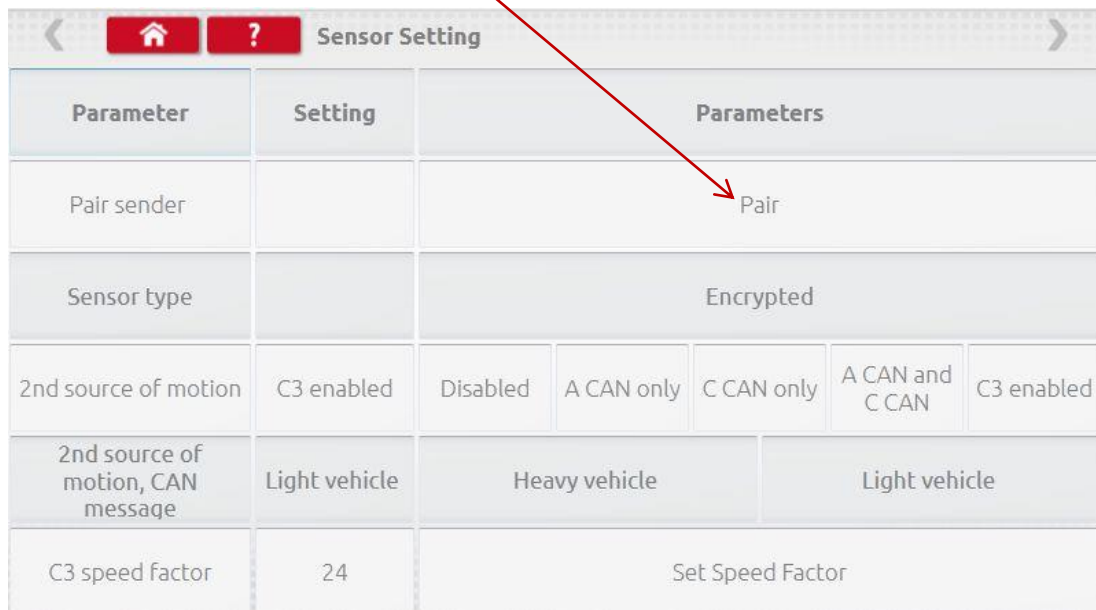 ? Sensor Setting
Parameter Setting Parameters
Pair sender Pair
Sensor type Encrypted
2nd source of motion C3 enabled Disabled A CAN only C CAN only A CAN and
C CAN C3 enabled
2nd source of
motion, CAN
message Light vehicle Heavy vehicle Light vehicle
C3 speed factor 24 Set Speed Factor